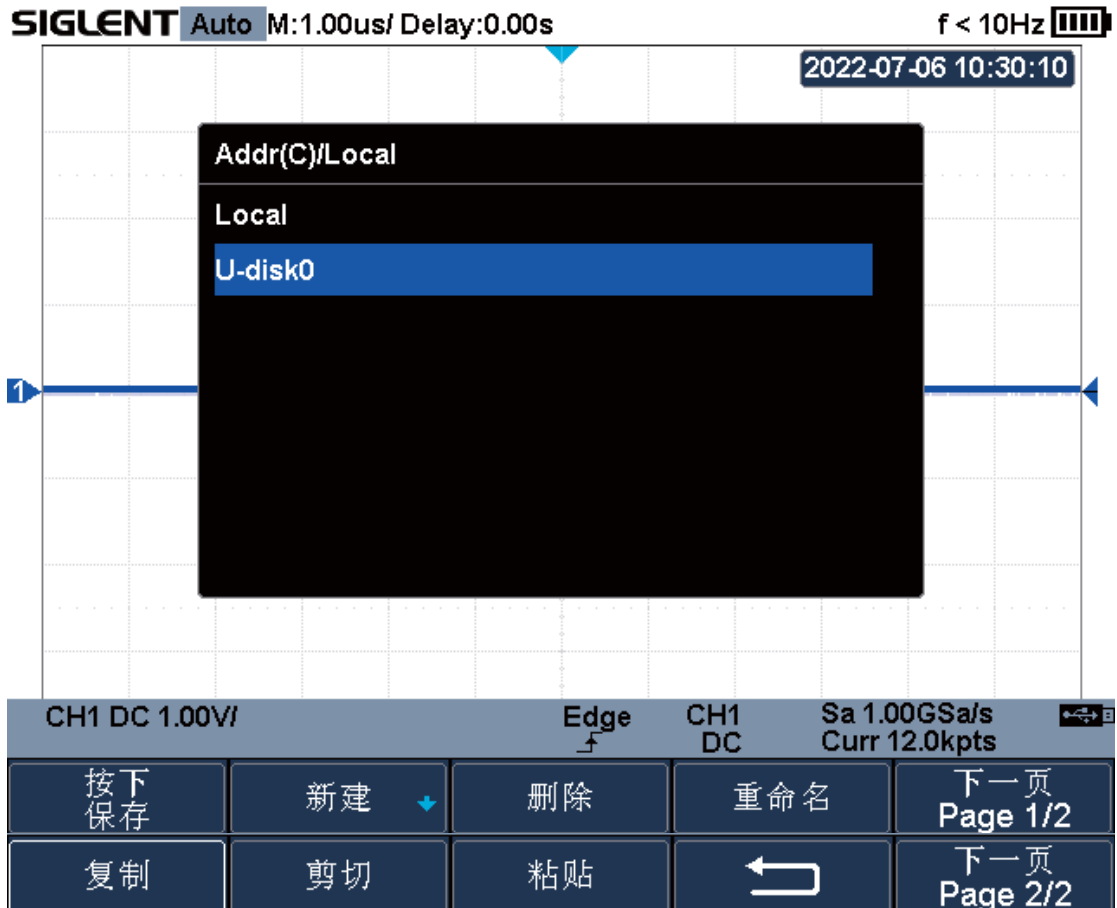 SIGLENT Auto M:1.00us/ Delay:0.00s f < 10Hz
2022-07-06 10:30:10
Addr(C)/Local
Local
U-disk0
1
CH1 DC 1.00V/ Edge CH1 Sa 1.00GSa/s
DC Curr 12.0kpts
按下
保存
新建
删除
重命名
下一页
Page 1/2
复制
剪切
粘贴
下一页
Page 2/2